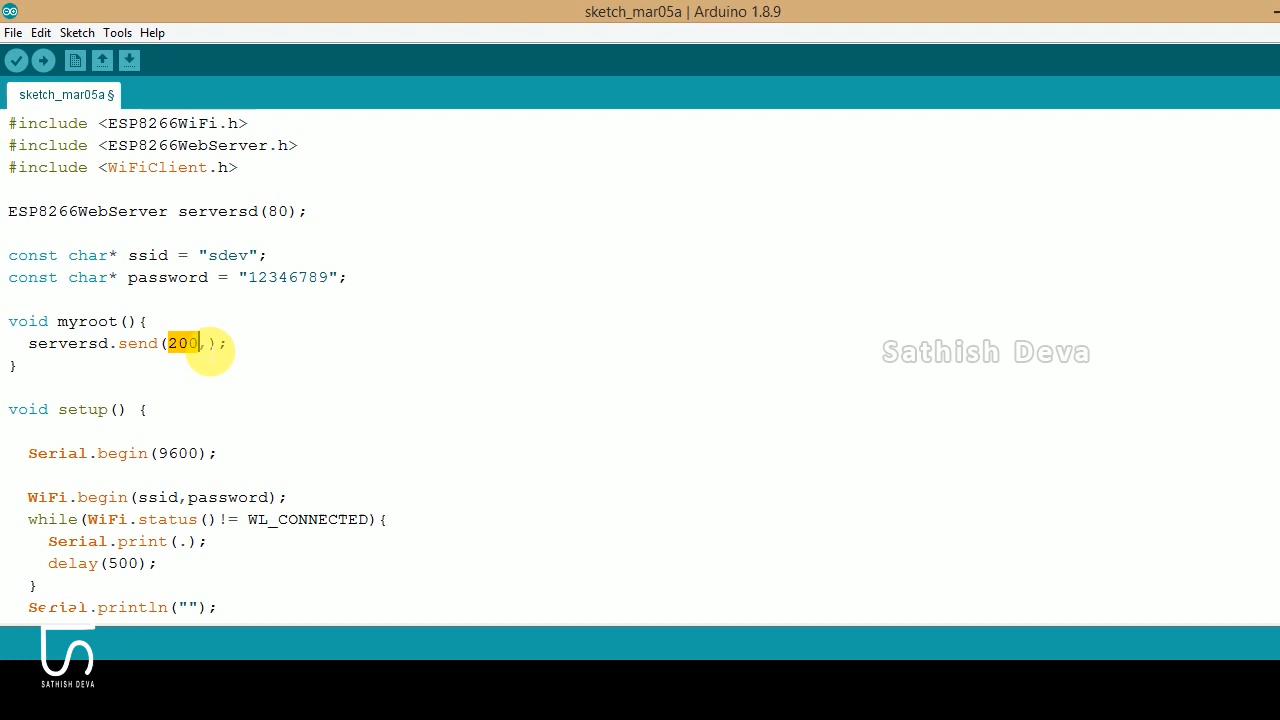 sketch_mar05a | Arduino 1.8.9
File Edit Sketch Tools Help
sketch_mar05a §
#include <ESP8266WiFi.h>
#include <ESP8266WebServer.h>
#include <WiFiClient.h>
ESP8266WebServer serversd(80);
const char* ssid = "sdev";
const char* password = "12346789";
void myroot(){
serversd.send(200,);
Sathish Deva
}
void setup() {
Serial.begin(9600);
WiFi.begin(ssid,password);
while(WiFi.status()!= WL_CONNECTED){
Serial.print(.);
delay(500);
}
Serial.println("");
SATHISH DEVA